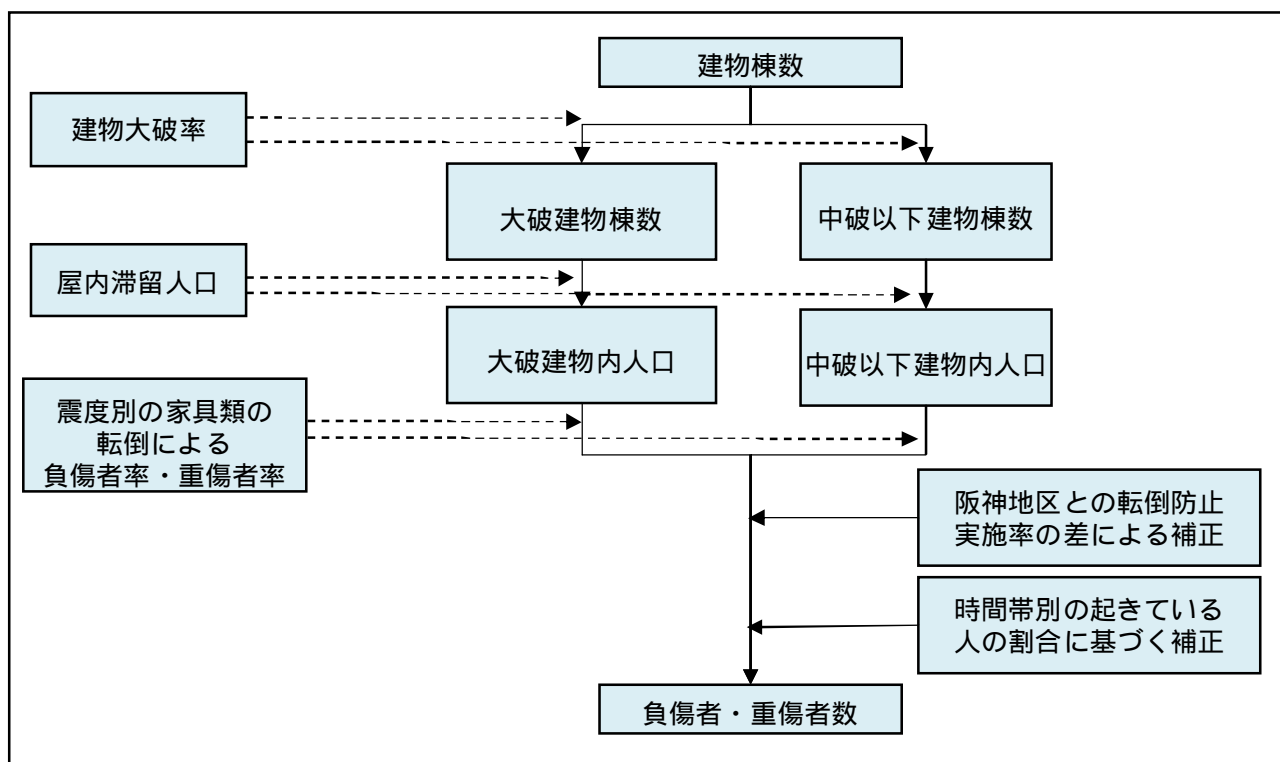 建物棟数
建物大破率
大破建物棟数
中破以下建物棟数
屋内滞留人口
大破建物内人口
中破以下建物内人口
震度別の家具類の
転倒による
負傷者率・重傷者率
阪神地区との転倒防止
実施率の差による補正
時間帯別の起きている
人の割合に基づく補正
負傷者・重傷者数